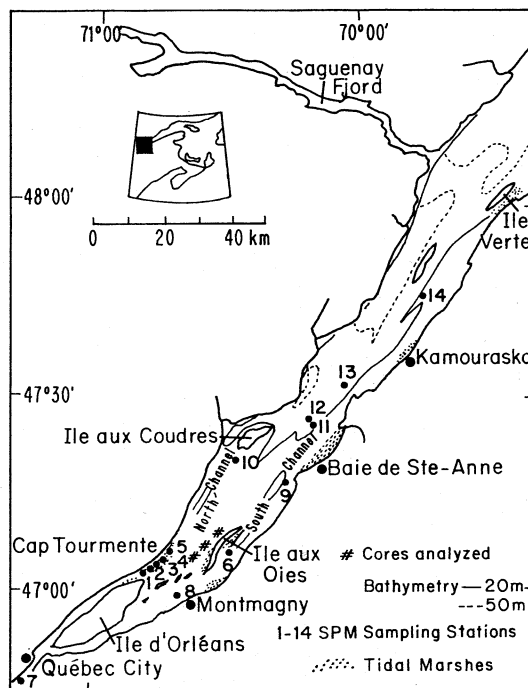 71°00'
70°00'
Saguenay
Fjord
48°00'
0 20 40 km
Ile
Verte
14
Kamouraska
13
47°30'
12
11
Ile aux Coudres
10
North Channel
South Channel
Baie de Ste-Anne
9
Cap Tourmente
5
1 2 3 4
6
Ile aux
Oies
# Cores analyzed
47°00'
8
Montmagny
Bathymetry — 20m
--- 50m
Ile d'Orléans
1-14 SPM Sampling Stations
Québec City
7
Tidal Marshes